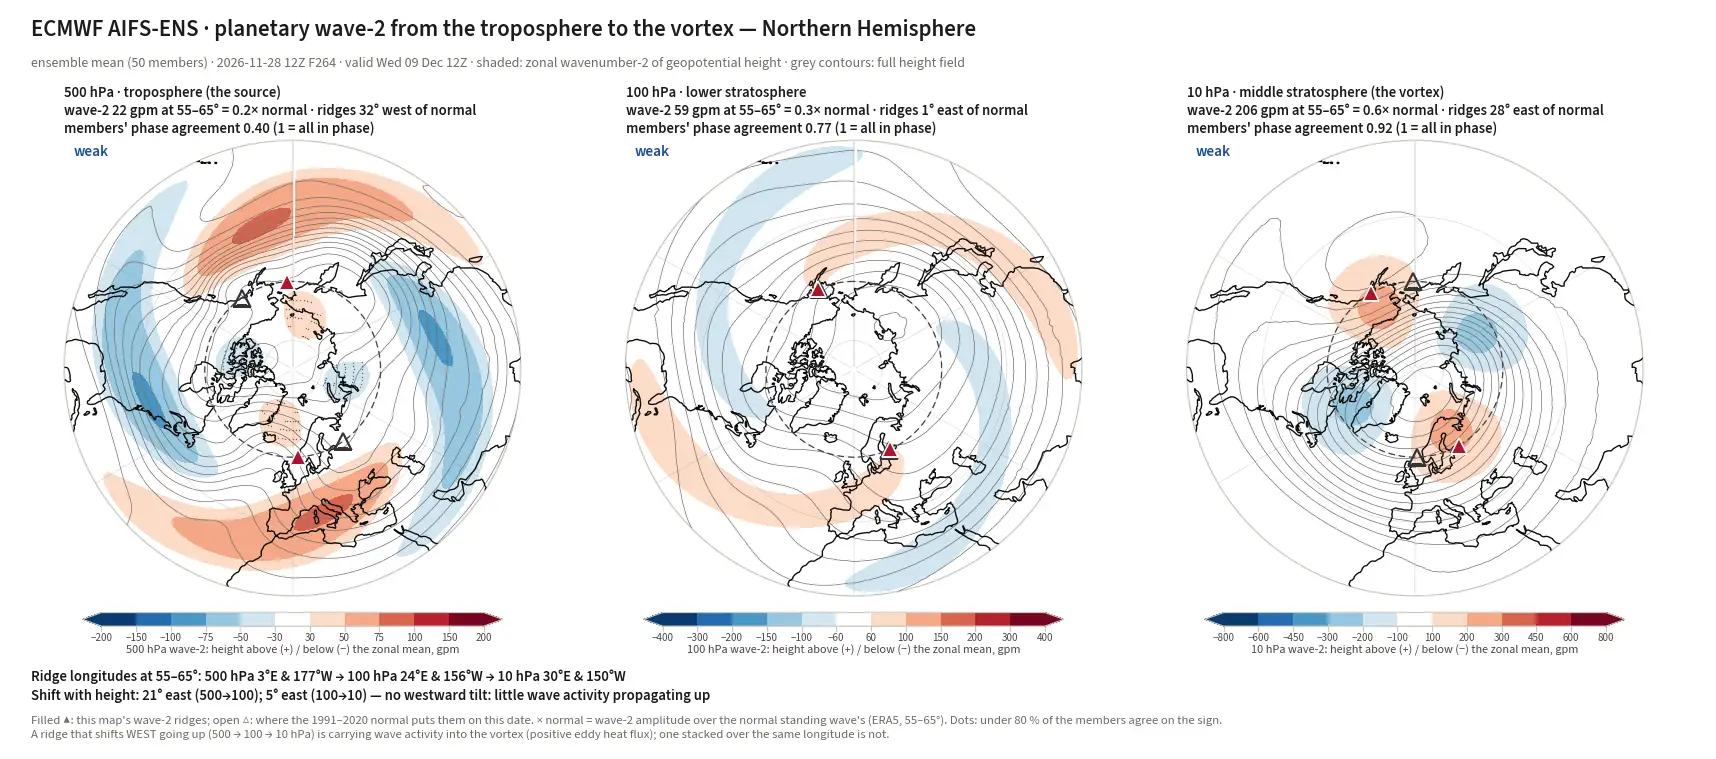 ECMWF AIFS-ENS · planetary wave-2 from the troposphere to the vortex — Northern Hemisphere
ensemble mean (50 members) · 2026-11-28 12Z F264 · valid Wed 09 Dec 12Z · shaded: zonal wavenumber-2 of geopotential height · grey contours: full height field
500 hPa · troposphere (the source)
wave-2 22 gpm at 55–65° = 0.2× normal · ridges 32° west of normal
members' phase agreement 0.40 (1 = all in phase)
weak
100 hPa · lower stratosphere
wave-2 59 gpm at 55–65° = 0.3× normal · ridges 1° east of normal
members' phase agreement 0.77 (1 = all in phase)
weak
10 hPa · middle stratosphere (the vortex)
wave-2 206 gpm at 55–65° = 0.6× normal · ridges 28° east of normal
members' phase agreement 0.92 (1 = all in phase)
weak
−200 −150 −100 −75 −50 −30 30 50 75 100 150 200
500 hPa wave-2: height above (+) / below (−) the zonal mean, gpm
−400 −300 −200 −150 −100 −60 60 100 150 200 300 400
100 hPa wave-2: height above (+) / below (−) the zonal mean, gpm
−800 −600 −450 −300 −200 −100 100 200 300 450 600 800
10 hPa wave-2: height above (+) / below (−) the zonal mean, gpm
Ridge longitudes at 55–65°: 500 hPa 3°E & 177°W → 100 hPa 24°E & 156°W → 10 hPa 30°E & 150°W
Shift with height: 21° east (500→100); 5° east (100→10) — no westward tilt: little wave activity propagating up
Filled ▲: this map's wave-2 ridges; open △: where the 1991–2020 normal puts them on this date. × normal = wave-2 amplitude over the normal standing wave's (ERA5, 55–65°). Dots: under 80 % of the members agree on the sign.
A ridge that shifts WEST going up (500 → 100 → 10 hPa) is carrying wave activity into the vortex (positive eddy heat flux); one stacked over the same longitude is not.